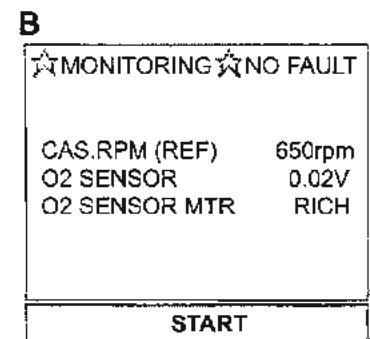 B
☆MONITORING☆NO FAULT
CAS.RPM (REF) 650rpm
O2 SENSOR 0.02V
O2 SENSOR MTR RICH
START